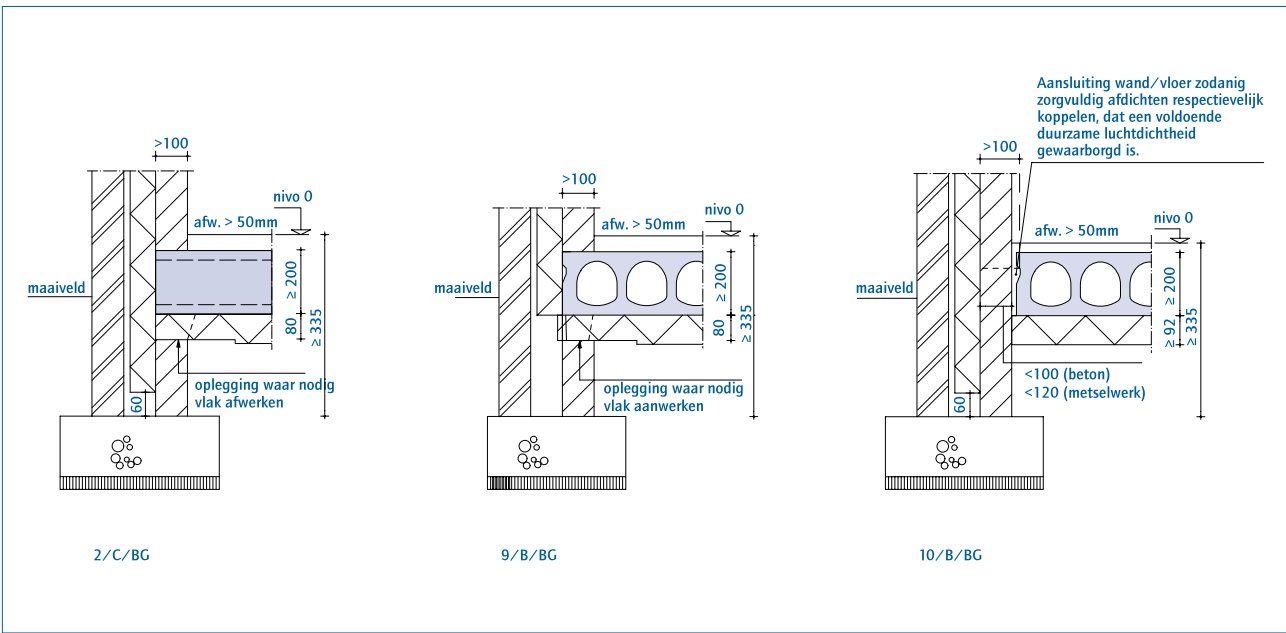 >100
nivo 0
afw. > 50mm
maaiveld
≥ 200
80
≥ 335
oplegging waar nodig
vlak afwerken
60
2/C/BG
>100
nivo 0
afw. > 50mm
maaiveld
≥ 200
80
≥ 335
oplegging waar nodig
vlak aanwerken
9/B/BG
Aansluiting wand/vloer zodanig
zorgvuldig afdichten respectievelijk
koppelen, dat een voldoende
duurzame luchtdichtheid
gewaarborgd is.
>100
nivo 0
afw. > 50mm
maaiveld
≥ 200
≥ 92
≥ 335
<100 (beton)
<120 (metselwerk)
60
10/B/BG